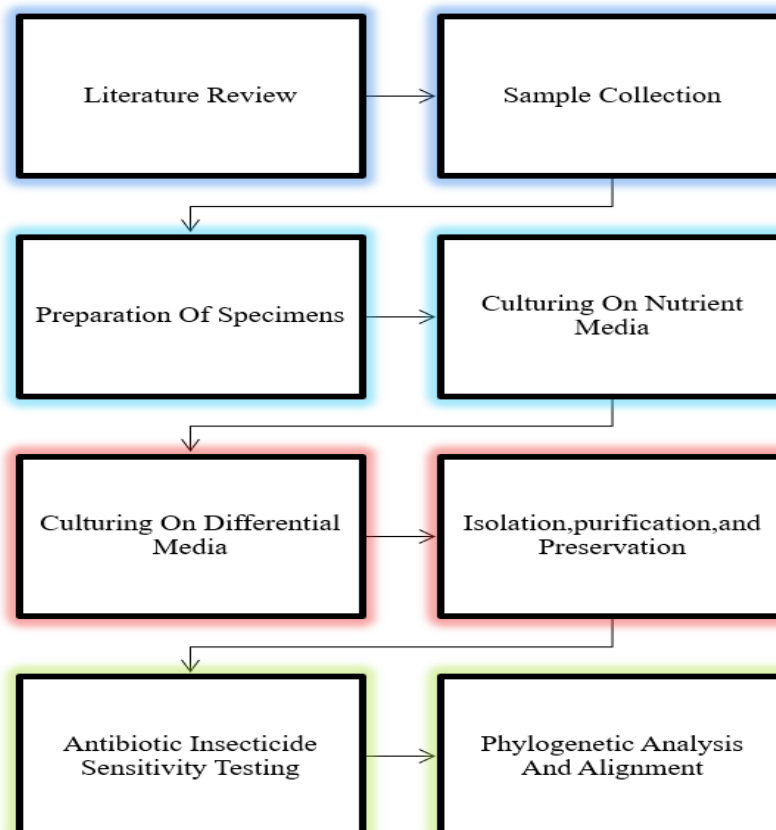 Literature Review
Sample Collection
Preparation Of Specimens
Culturing On Nutrient
Media
Culturing On Differential
Media
Isolation,purification,and
Preservation
Antibiotic Insecticide
Sensitivity Testing
Phylogenetic Analysis
And Alignment